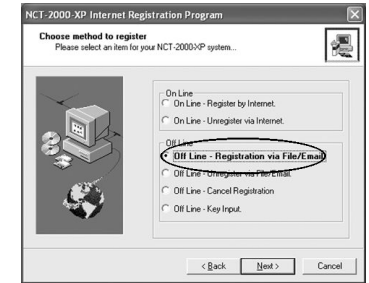 NCT-2000-XP Internet Registration Program
Choose method to register
Please select an item for your NCT-2000-XP system...
On Line
On Line - Register by Internet.
On Line - Unregister via Internet.
Off Line
Off Line - Registration via File/Email
Off Line - Unregister via File/Email.
Off Line - Cancel Registration
Off Line - Key Input.
< Back
Next >
Cancel